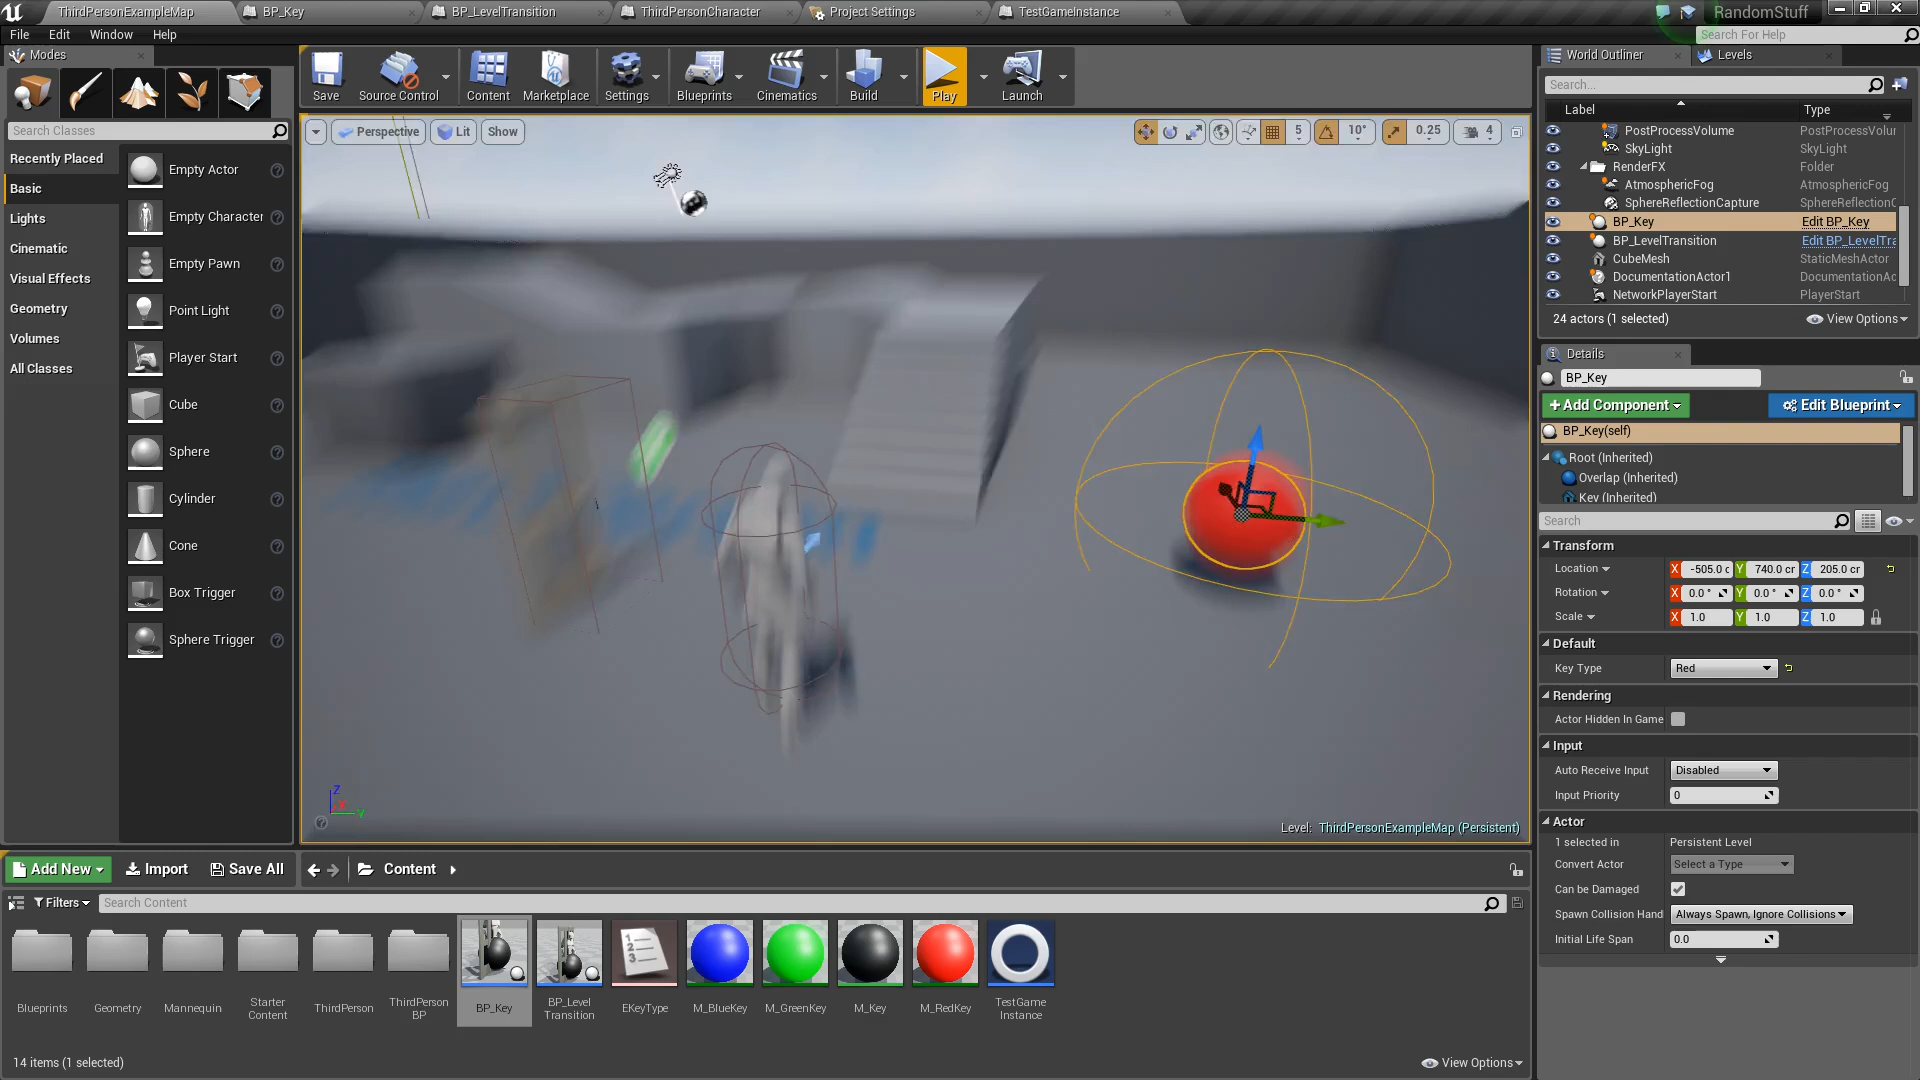 ThirdPersonExampleMap
BP_Key
BP_LevelTransition
ThirdPersonCharacter
Project Settings
TestGameInstance
RandomStuff
File Edit Window Help
Search For Help
Modes
Search Classes
Recently Placed
Basic
Lights
Cinematic
Visual Effects
Geometry
Volumes
All Classes
Empty Actor
Empty Character
Empty Pawn
Point Light
Player Start
Cube
Sphere
Cylinder
Cone
Box Trigger
Sphere Trigger
Save
Source Control
Content
Marketplace
Settings
Blueprints
Cinematics
Build
Play
Launch
Perspective
Lit
Show
5
10°
0.25
4
Z
X
Y
Level: ThirdPersonExampleMap (Persistent)
World Outliner
Levels
Search...
Label Type
PostProcessVolume PostProcessVolu
SkyLight SkyLight
RenderFX Folder
AtmosphericFog AtmosphericFog
SphereReflectionCapture SphereReflectionC
BP_Key Edit BP_Key
BP_LevelTransition Edit BP_LevelTra
CubeMesh StaticMeshActor
DocumentationActor1 DocumentationAc
NetworkPlayerStart PlayerStart
24 actors (1 selected)
View Options
Details
BP_Key
+Add Component
Edit Blueprint
BP_Key(self)
Root (Inherited)
Overlap (Inherited)
Key (Inherited)
Search
Transform
Location X -505.0 c Y 740.0 cr Z 205.0 cr
Rotation X 0.0 ° Y 0.0 ° Z 0.0 °
Scale X 1.0 Y 1.0 Z 1.0
Default
Key Type Red
Rendering
Actor Hidden In Game
Input
Auto Receive Input Disabled
Input Priority 0
Actor
1 selected in Persistent Level
Convert Actor Select a Type
Can be Damaged
Spawn Collision Hand Always Spawn, Ignore Collisions
Initial Life Span 0.0
Add New
Import
Save All
Content
Filters
Search Content
Blueprints
Geometry
Mannequin
Starter
Content
ThirdPerson
ThirdPerson
BP
BP_Key
BP_Level
Transition
1
2
3
EKeyType
M_BlueKey
M_GreenKey
M_Key
M_RedKey
TestGame
Instance
14 items (1 selected)
View Options